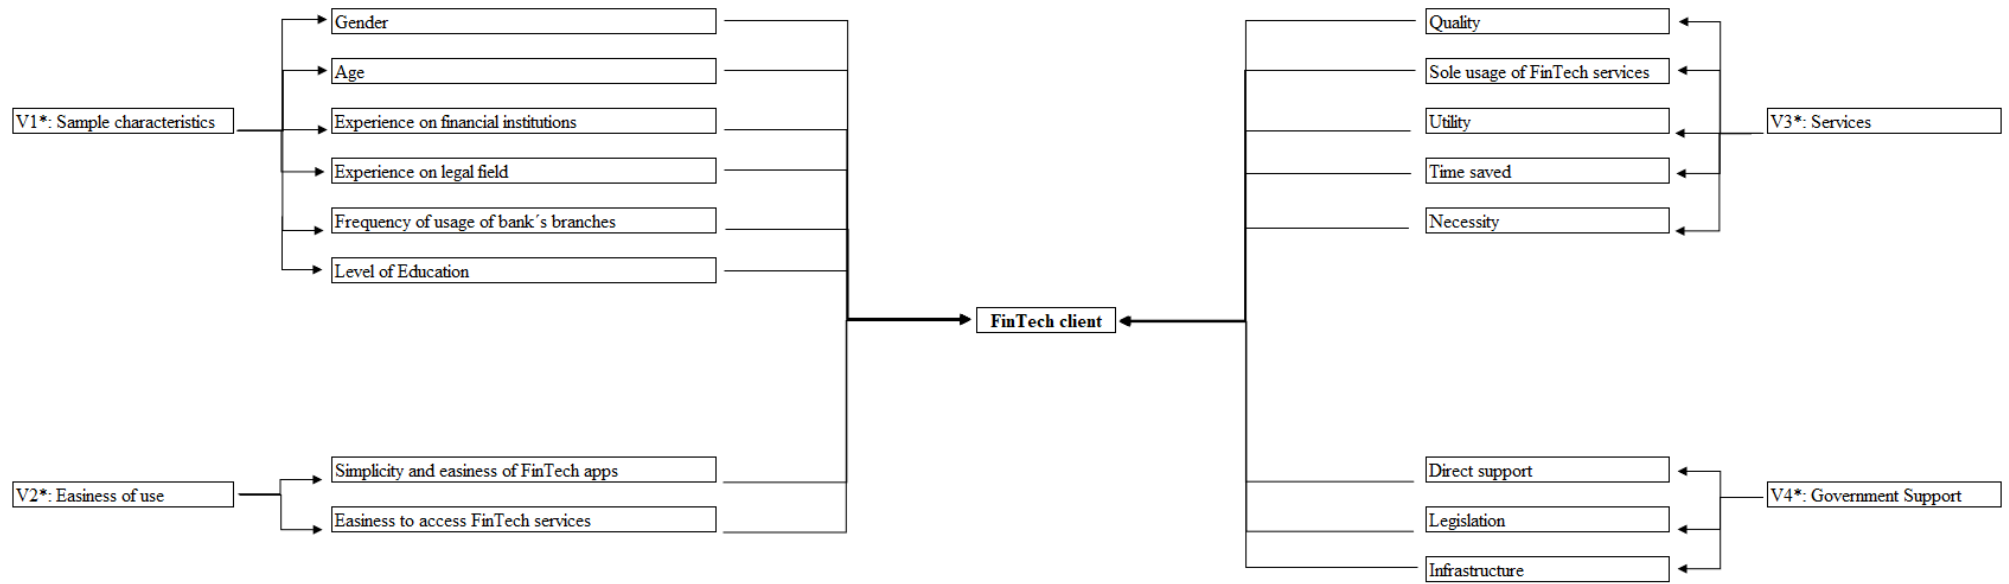 Gender
Age
V1*: Sample characteristics
Experience on financial institutions
Experience on legal field
Frequency of usage of bank´s branches
Level of Education
V2*: Easiness of use
Simplicity and easiness of FinTech apps
Easiness to access FinTech services
FinTech client
Quality
Sole usage of FinTech services
Utility
V3*: Services
Time saved
Necessity
Direct support
V4*: Government Support
Legislation
Infrastructure